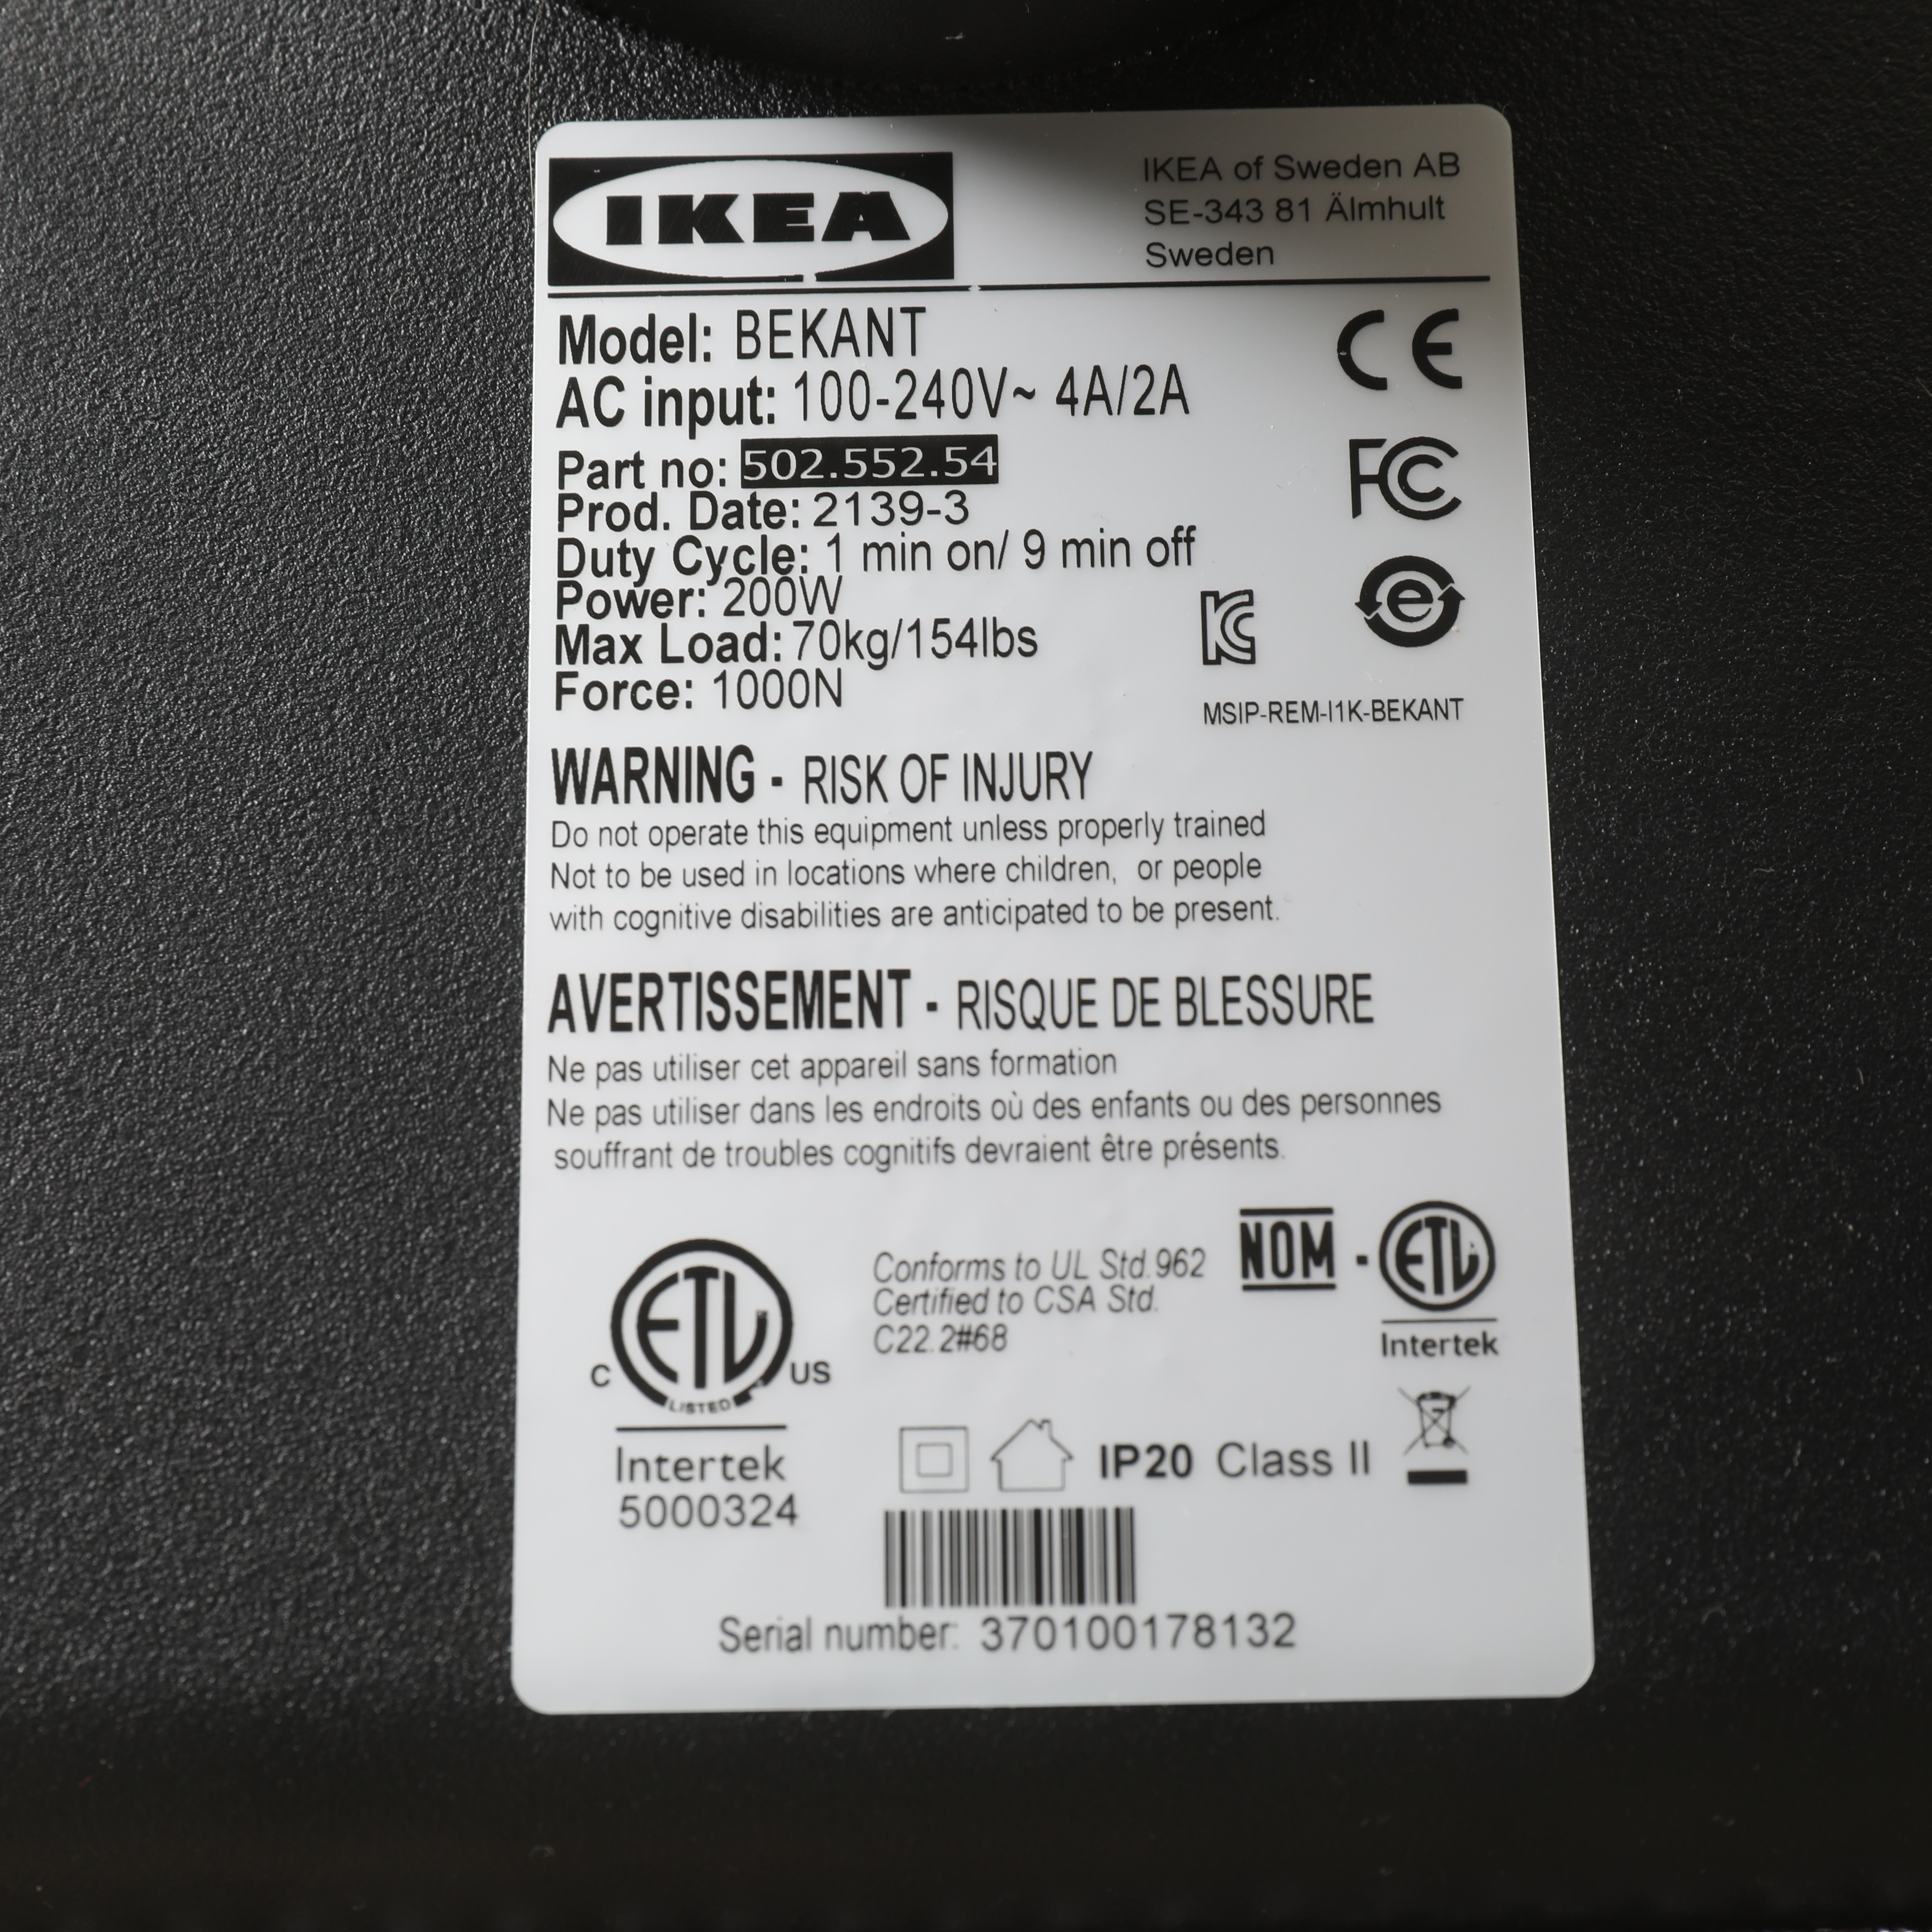 IKEA
IKEA of Sweden AB
SE-343 81 Älmhult
Sweden
Model: BEKANT
AC input: 100-240V~ 4A/2A
Part no: 502.552.54
Prod. Date: 2139-3
Duty Cycle: 1 min on/ 9 min off
Power: 200W
Max Load: 70kg/154lbs
Force: 1000N
CE
FC
e
KC
MSIP-REM-I1K-BEKANT
WARNING - RISK OF INJURY
Do not operate this equipment unless properly trained
Not to be used in locations where children, or people
with cognitive disabilities are anticipated to be present.
AVERTISSEMENT - RISQUE DE BLESSURE
Ne pas utiliser cet appareil sans formation
Ne pas utiliser dans les endroits où des enfants ou des personnes
souffrant de troubles cognitifs devraient être présents.
C ETL US
LISTED
Intertek
5000324
Conforms to UL Std.962
Certified to CSA Std.
C22.2#68
NOM - ETL
Intertek
IP20 Class II
Serial number: 370100178132